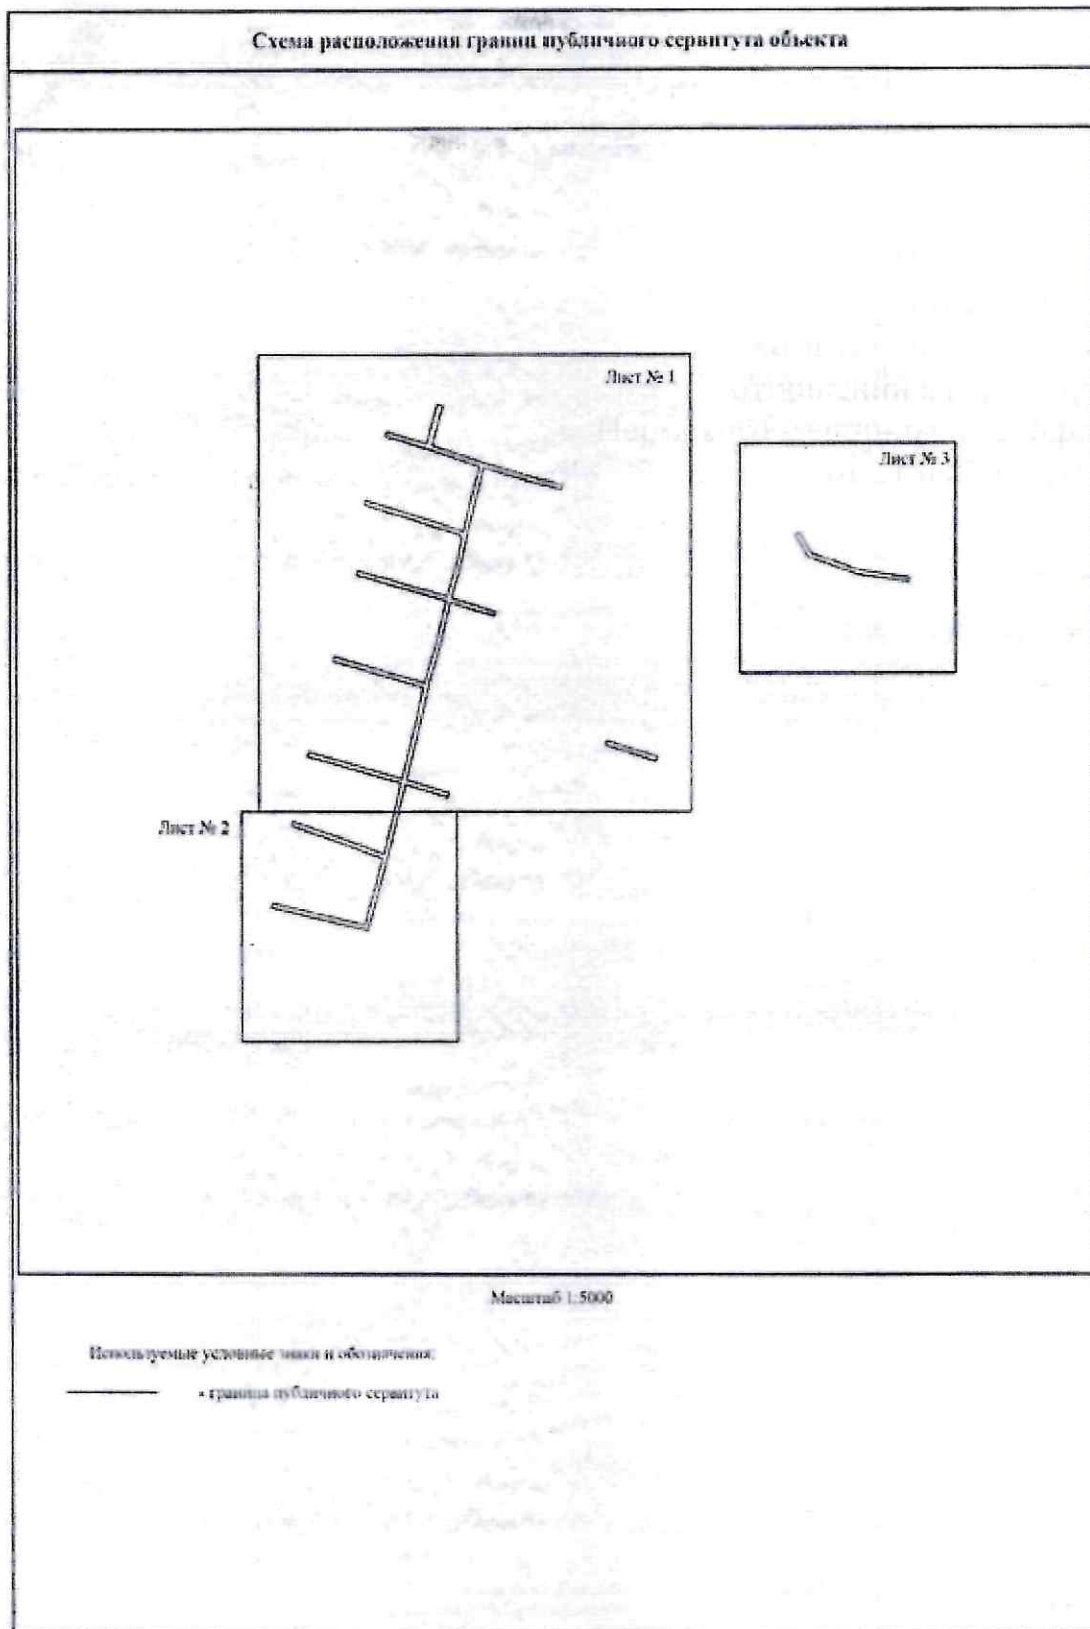 Схема расположения границ публичного сервитута объекта
Лист № 1
Лист № 3
Лист № 2
Масштаб 1:5000
Используемые условные знаки и обозначения:
- граница публичного сервитута